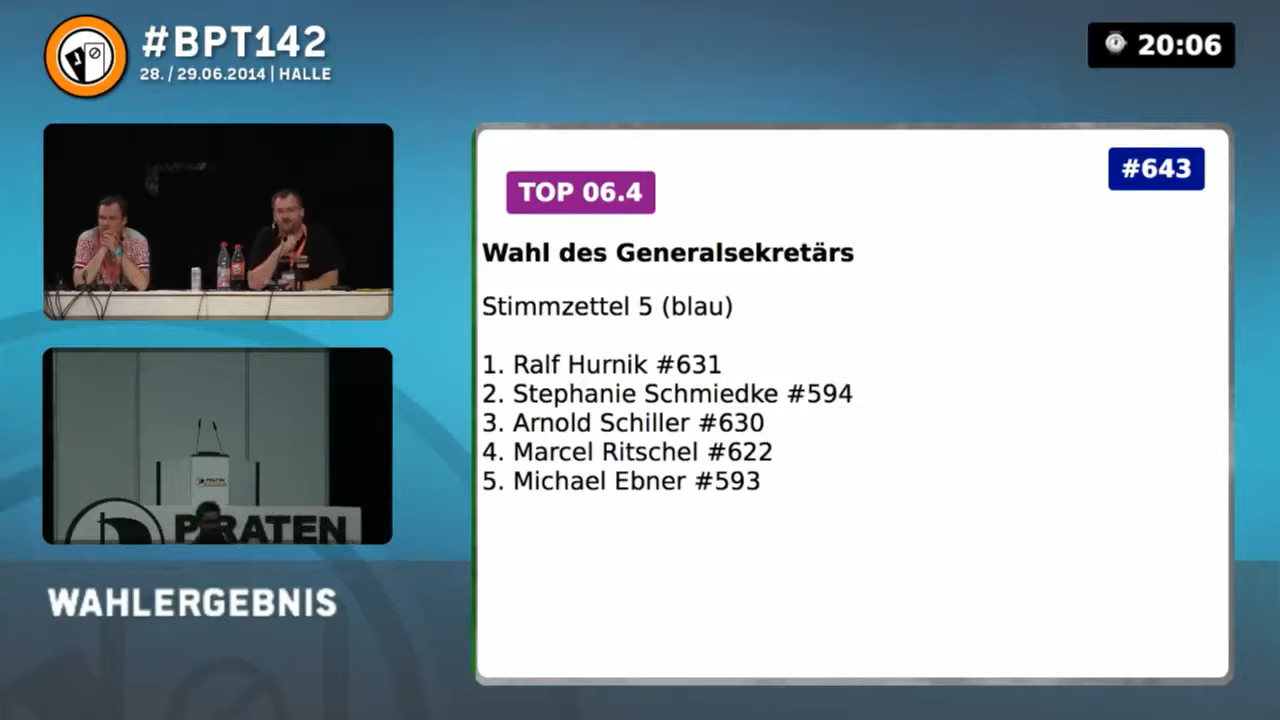 #BPT142
28. / 29.06.2014 | HALLE
20:06
#643
TOP 06.4
Wahl des Generalsekretärs
Stimmzettel 5 (blau)
1. Ralf Hurnik #631
2. Stephanie Schmiedke #594
3. Arnold Schiller #630
4. Marcel Ritschel #622
5. Michael Ebner #593
PIRATEN
WAHLERGEBNIS